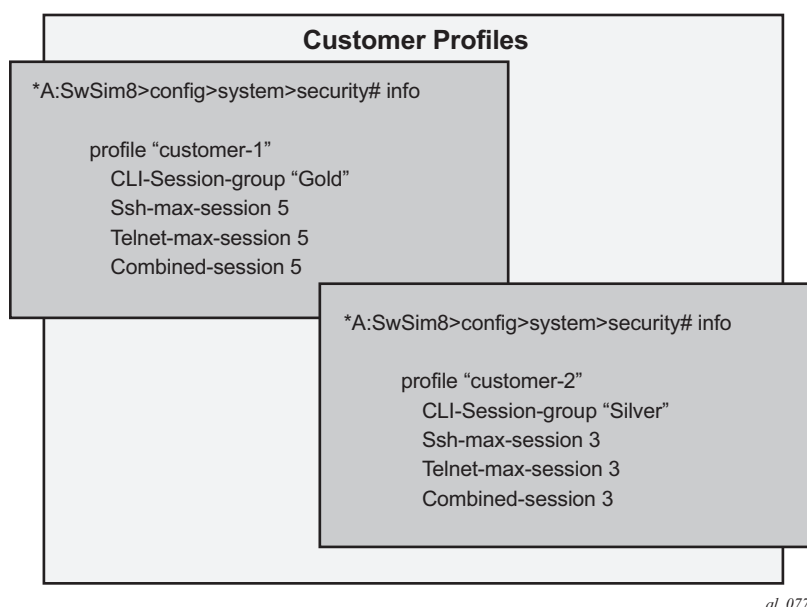 Customer Profiles
*A:SwSim8>config>system>security# info
profile “customer-1”
CLI-Session-group “Gold”
Ssh-max-session 5
Telnet-max-session 5
Combined-session 5
*A:SwSim8>config>system>security# info
profile “customer-2”
CLI-Session-group “Silver”
Ssh-max-session 3
Telnet-max-session 3
Combined-session 3